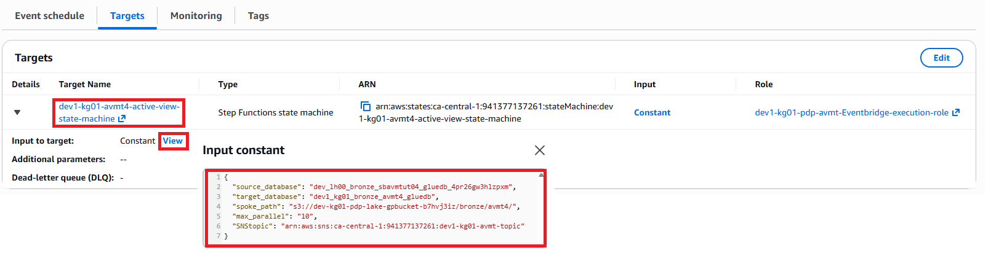 Event schedule Targets Monitoring Tags
Targets Edit
Details Target Name Type ARN Input Role
dev1-kg01-avmt4-active-view-
state-machine
Step Functions state machine
arn:aws:states:ca-central-1:941377137261:stateMachine:dev
1-kg01-avmt4-active-view-state-machine
Constant
dev1-kg01-pdp-avmt-Eventbridge-execution-role
Input to target: Constant View
Additional parameters: --
Dead-letter queue (DLQ): -
Input constant
1 {
2 "source_database": "dev_lh00_bronze_sbavmtut04_gluedb_4pr26gw3hlzpxm",
3 "target_database": "dev1_kg01_bronze_avmt4_gluedb",
4 "spoke_path": "s3://dev-kg01-pdp-lake-gpbucket-b7hvj3iz/bronze/avmt4/",
5 "max_parallel": "10",
6 "SNStopic": "arn:aws:sns:ca-central-1:941377137261:dev1-kg01-avmt-topic"
7 }